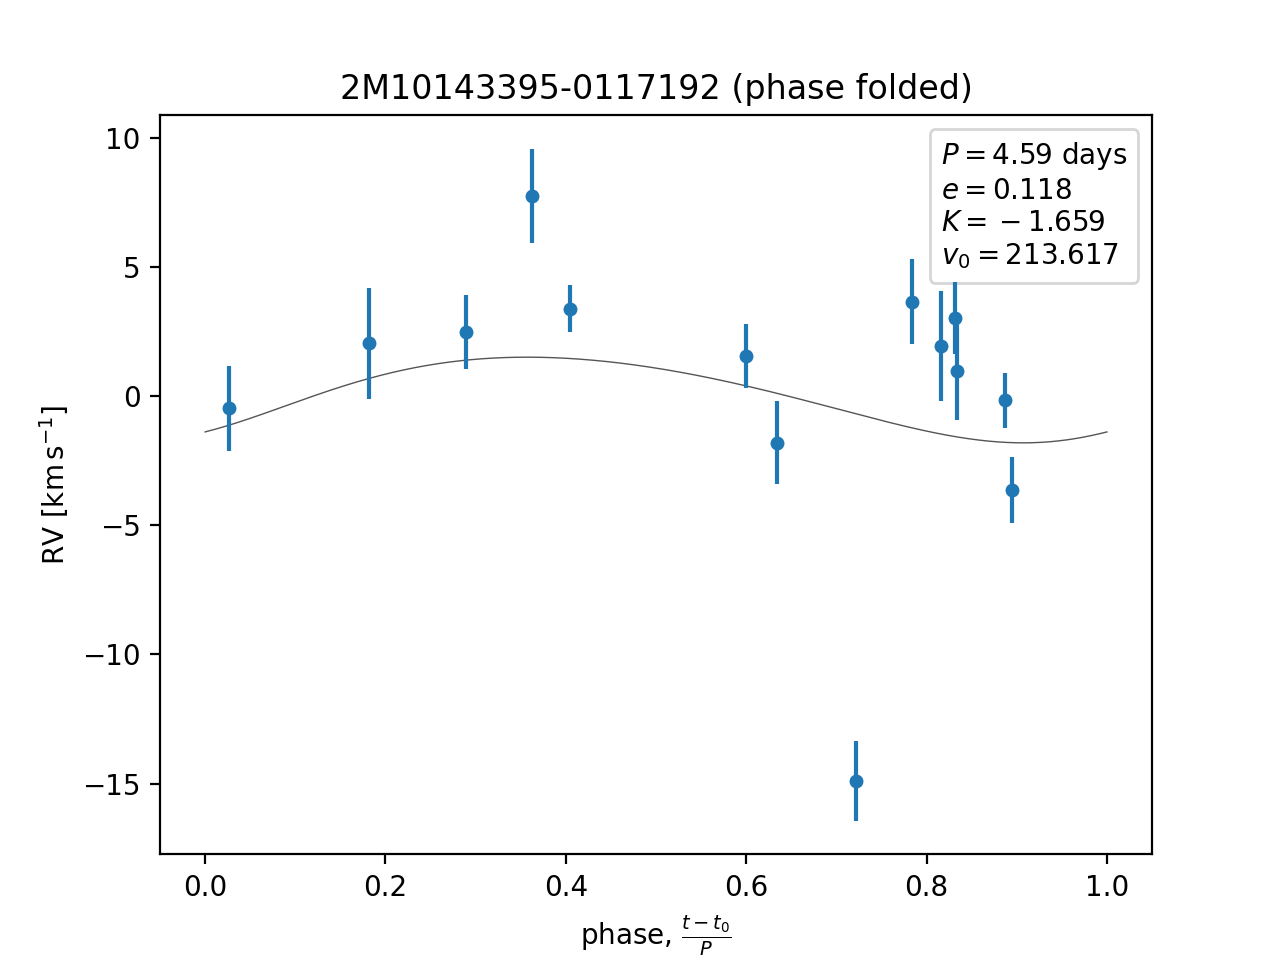 2M10143395-0117192 (phase folded)
P = 4.59 days
e = 0.118
K = −1.659
v₀ = 213.617
RV [km s⁻¹]
10
5
0
−5
−10
−15
0.0 0.2 0.4 0.6 0.8 1.0
phase, (t − t₀)/P